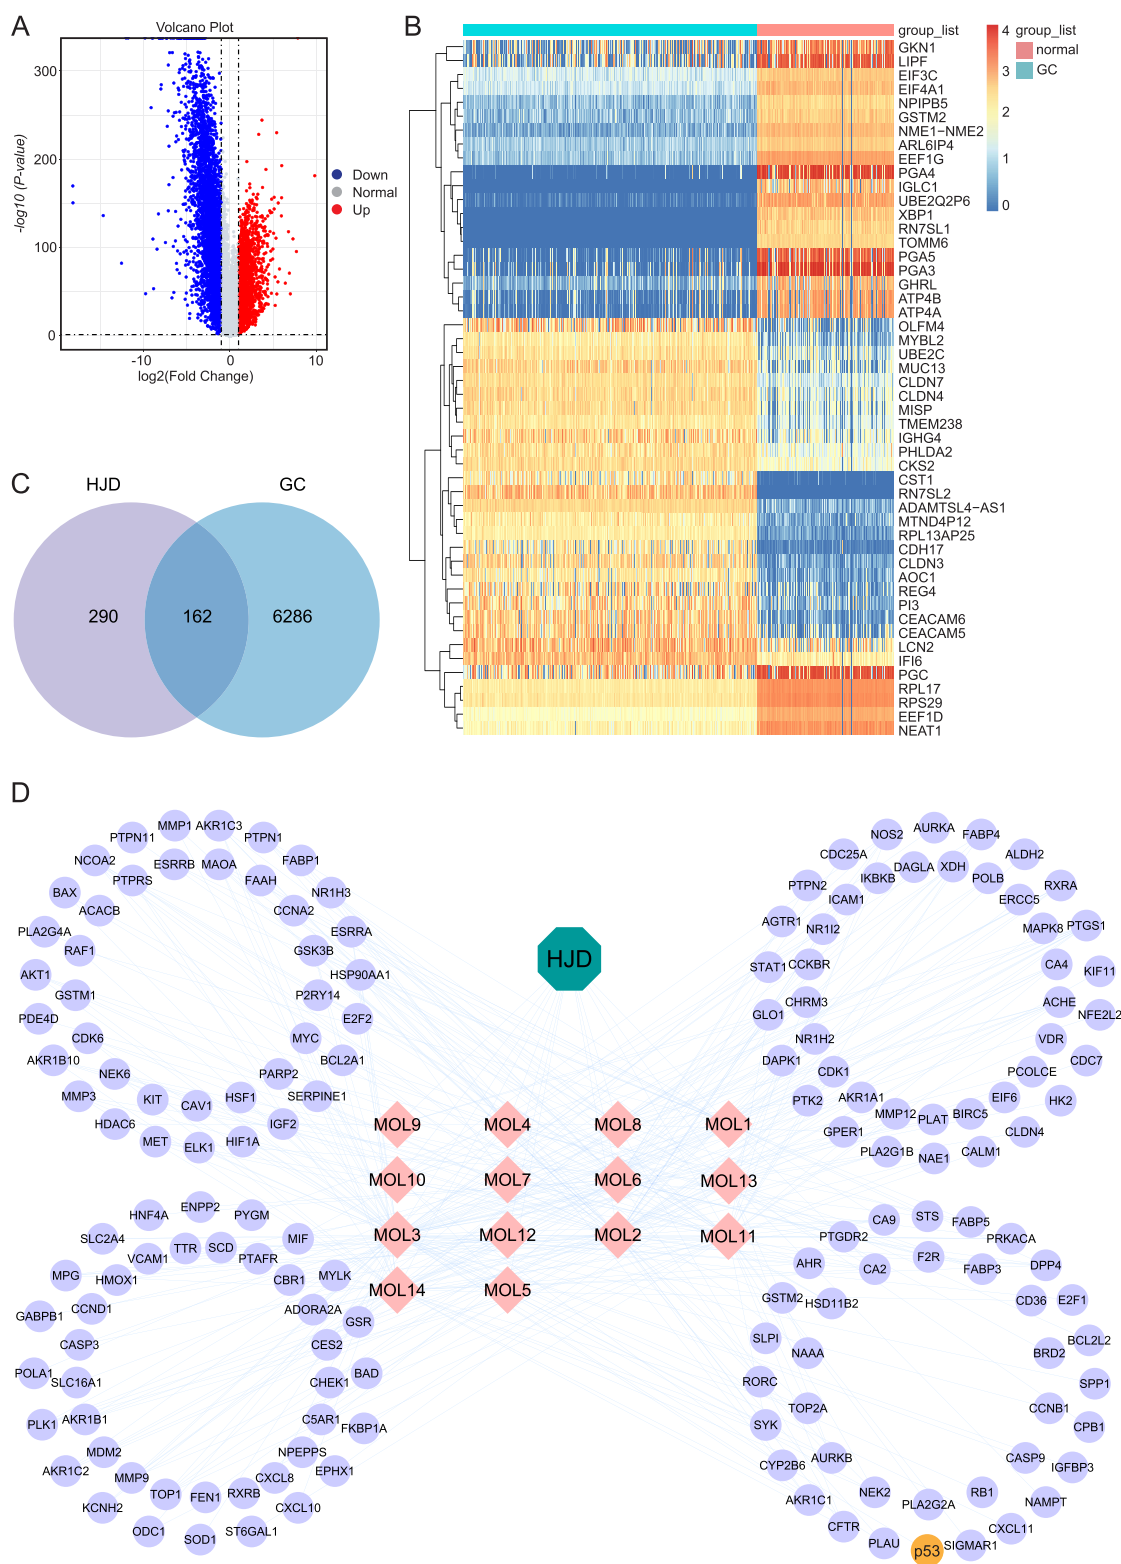 A
Volcano Plot
300
200
100
0
-10
0
10
-log10 (P-value)
log2(Fold Change)
Down
Normal
Up
B
group_list
GKN1
LIPF
EIF3C
EIF4A1
NPIPB5
GSTM2
NME1−NME2
ARL6IP4
EEF1G
PGA4
IGLC1
UBE2Q2P6
XBP1
RN7SL1
TOMM6
PGA5
PGA3
GHRL
ATP4B
ATP4A
OLFM4
MYBL2
UBE2C
MUC13
CLDN7
CLDN4
MISP
TMEM238
IGHG4
PHLDA2
CKS2
CST1
RN7SL2
ADAMTSL4−AS1
MTND4P12
RPL13AP25
CDH17
CLDN3
AOC1
REG4
PI3
CEACAM6
CEACAM5
LCN2
IFI6
PGC
RPL17
RPS29
EEF1D
NEAT1
4
3
2
1
0
group_list
normal
GC
C
HJD
GC
290
162
6286
D
MMP1
AKR1C3
PTPN11
PTPN1
NCOA2
ESRRB
MAOA
FABP1
PTPRS
FAAH
BAX
NR1H3
ACACB
CCNA2
PLA2G4A
ESRRA
RAF1
GSK3B
AKT1
HSP90AA1
GSTM1
P2RY14
PDE4D
E2F2
CDK6
MYC
AKR1B10
BCL2A1
NEK6
PARP2
MMP3
KIT
CAV1
HSF1
SERPINE1
HDAC6
IGF2
MET
ELK1
HIF1A
HJD
AURKA
NOS2
FABP4
CDC25A
ALDH2
DAGLA
XDH
IKBKB
POLB
PTPN2
RXRA
ICAM1
ERCC5
AGTR1
NR1I2
MAPK8
PTGS1
STAT1
CCKBR
CA4
KIF11
CHRM3
ACHE
GLO1
NFE2L2
NR1H2
VDR
DAPK1
CDC7
CDK1
PCOLCE
PTK2
AKR1A1
EIF6
HK2
MMP12
PLAT
BIRC5
GPER1
CLDN4
PLA2G1B
NAE1
CALM1
MOL9
MOL4
MOL8
MOL1
MOL10
MOL7
MOL6
MOL13
MOL3
MOL12
MOL2
MOL11
MOL14
MOL5
ENPP2
HNF4A
PYGM
SLC2A4
MIF
TTR
SCD
VCAM1
PTAFR
MPG
HMOX1
CBR1
MYLK
GABPB1
CCND1
ADORA2A
GSR
CASP3
CES2
POLA1
SLC16A1
CHEK1
BAD
PLK1
AKR1B1
C5AR1
FKBP1A
MDM2
NPEPPS
AKR1C2
MMP9
CXCL8
EPHX1
TOP1
FEN1
RXRB
KCNH2
CXCL10
ODC1
SOD1
ST6GAL1
CA9
STS
FABP5
PTGDR2
PRKACA
AHR
CA2
F2R
FABP3
DPP4
GSTM2
HSD11B2
CD36
E2F1
SLPI
BCL2L2
NAAA
BRD2
RORC
SPP1
TOP2A
CCNB1
SYK
CPB1
CYP2B6
AURKB
CASP9
IGFBP3
AKR1C1
NEK2
PLA2G2A
RB1
NAMPT
CFTR
CXCL11
PLAU
p53
SIGMAR1